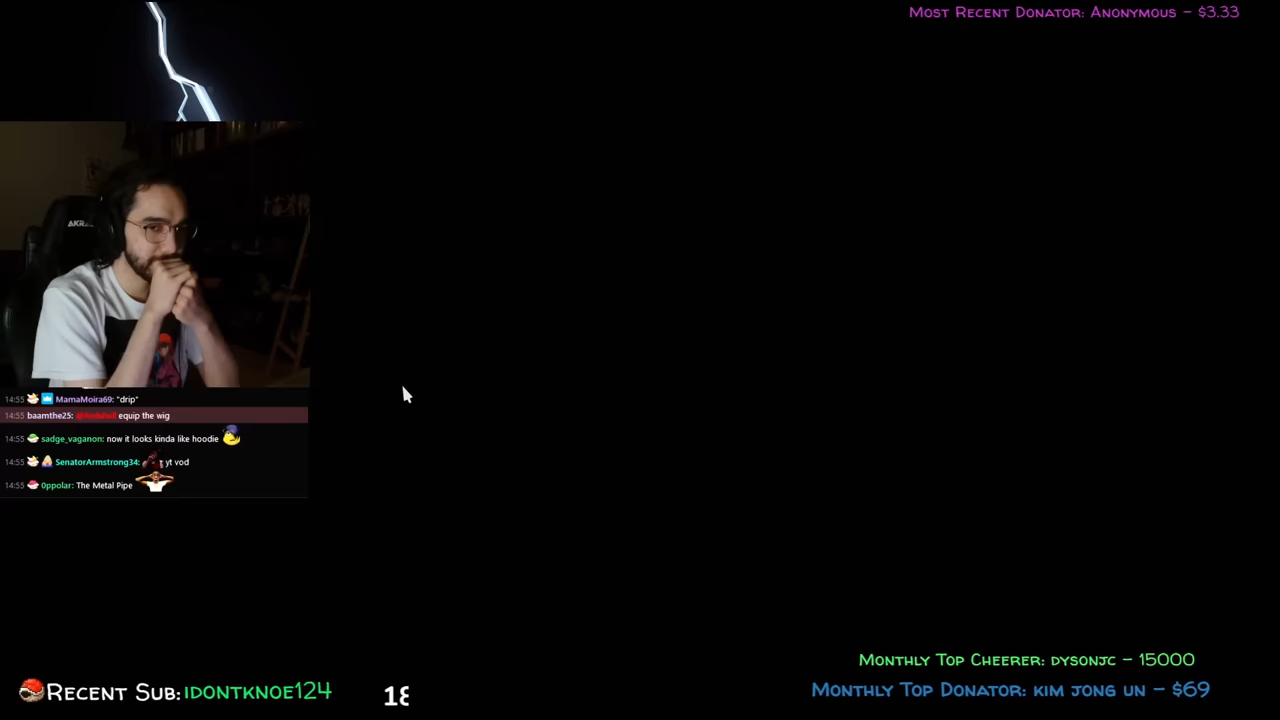 Most Recent Donator: Anonymous - $3.33
14:55 MamaMoira69: "drip"
14:55 baamthe25: equip the wig
14:55 sadge_vaganon: now it looks kinda like hoodie
14:55 SenatorArmstrong34: yt vod
14:55 0ppolar: The Metal Pipe
Monthly Top Cheerer: dysonjc - 15000
Recent Sub: idontknoe124
18
Monthly Top Donator: kim jong un - $69